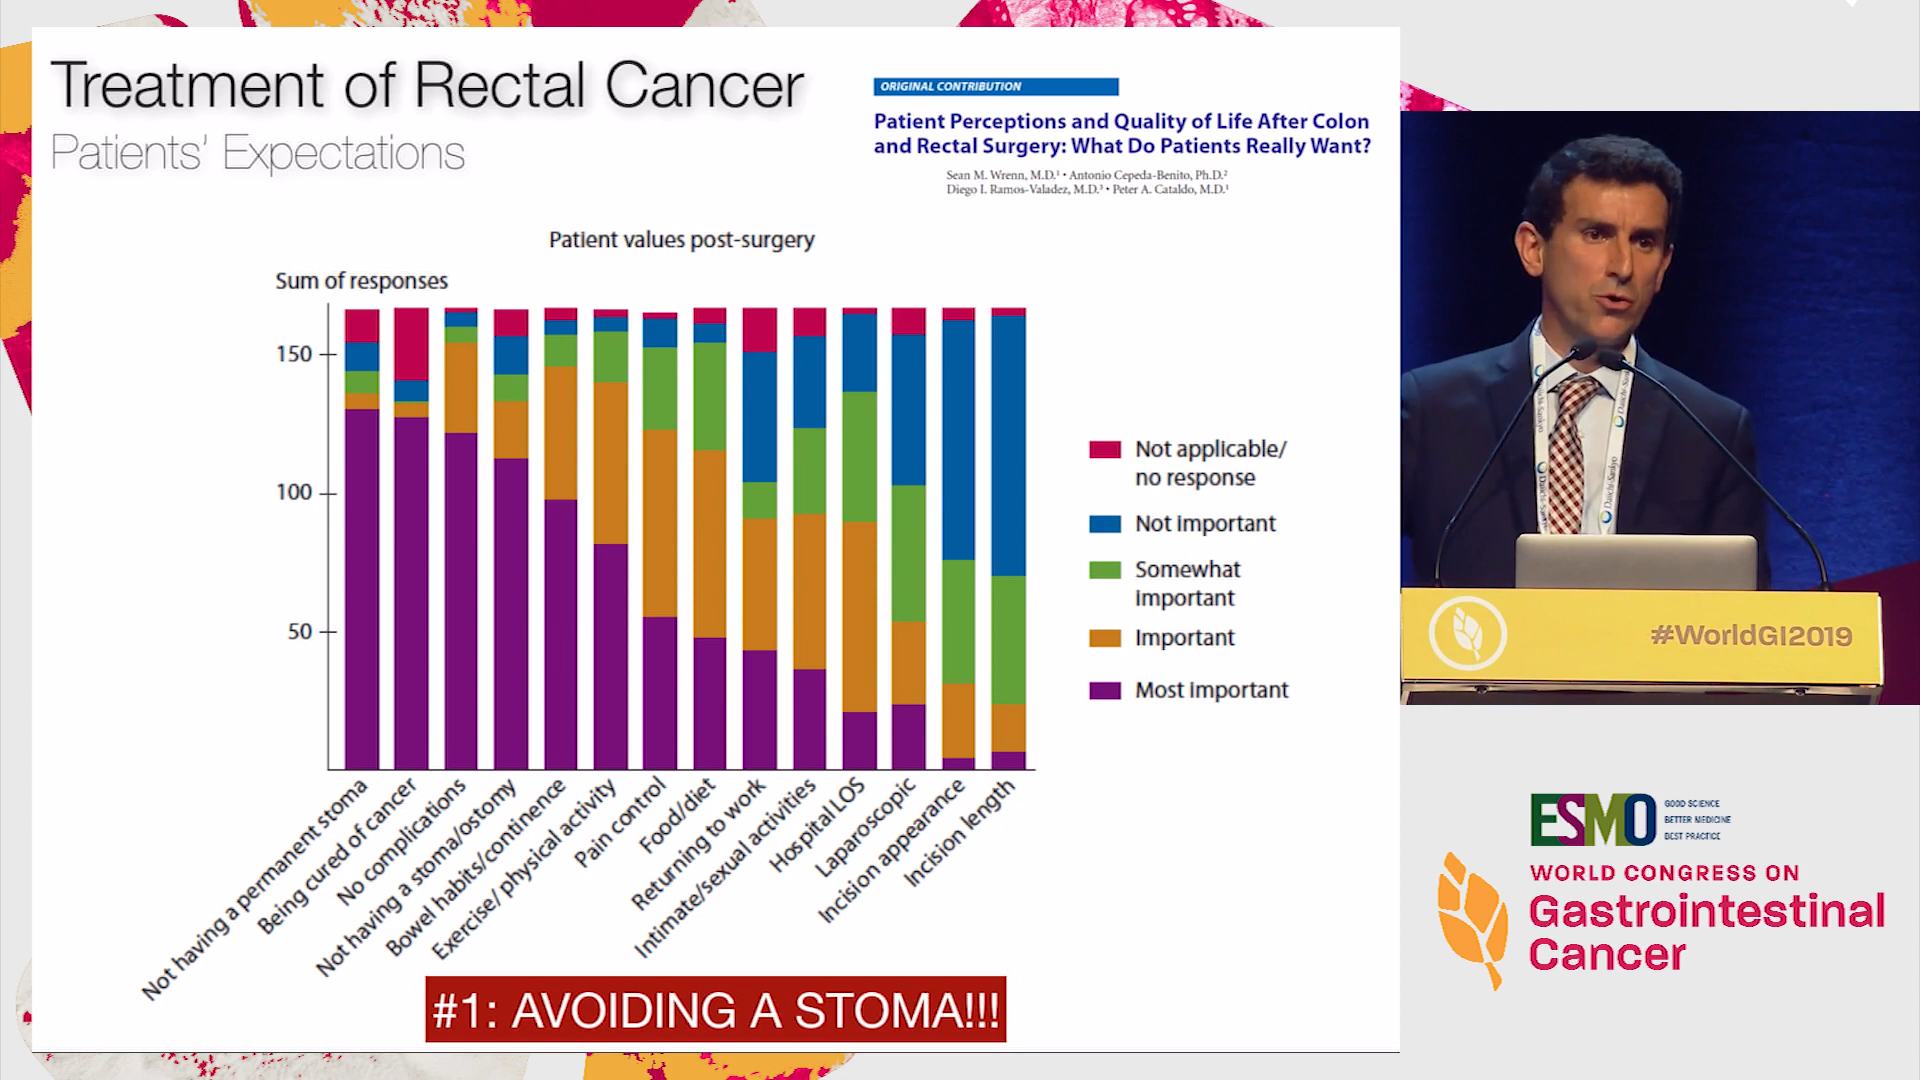 Treatment of Rectal Cancer
Patients' Expectations
ORIGINAL CONTRIBUTION
Patient Perceptions and Quality of Life After Colon
and Rectal Surgery: What Do Patients Really Want?
Sean M. Wrenn, M.D.¹ • Antonio Cepeda-Benito, Ph.D.²
Diego I. Ramos-Valadez, M.D.³ • Peter A. Cataldo, M.D.¹
Patient values post-surgery
Sum of responses
150
100
50
Not having a permanent stoma
Being cured of cancer
No complications
Not having a stoma/ostomy
Bowel habits/continence
Exercise/ physical activity
Pain control
Food/diet
Returning to work
Intimate/sexual activities
Hospital LOS
Laparoscopic
Incision appearance
Incision length
Not applicable/
no response
Not important
Somewhat
important
Important
Most important
#1: AVOIDING A STOMA!!!
Daiichi-Sankyo
Daiichi-Sankyo
#WorldGI2019
ESMO
GOOD SCIENCE
BETTER MEDICINE
BEST PRACTICE
WORLD CONGRESS ON
Gastrointestinal
Cancer